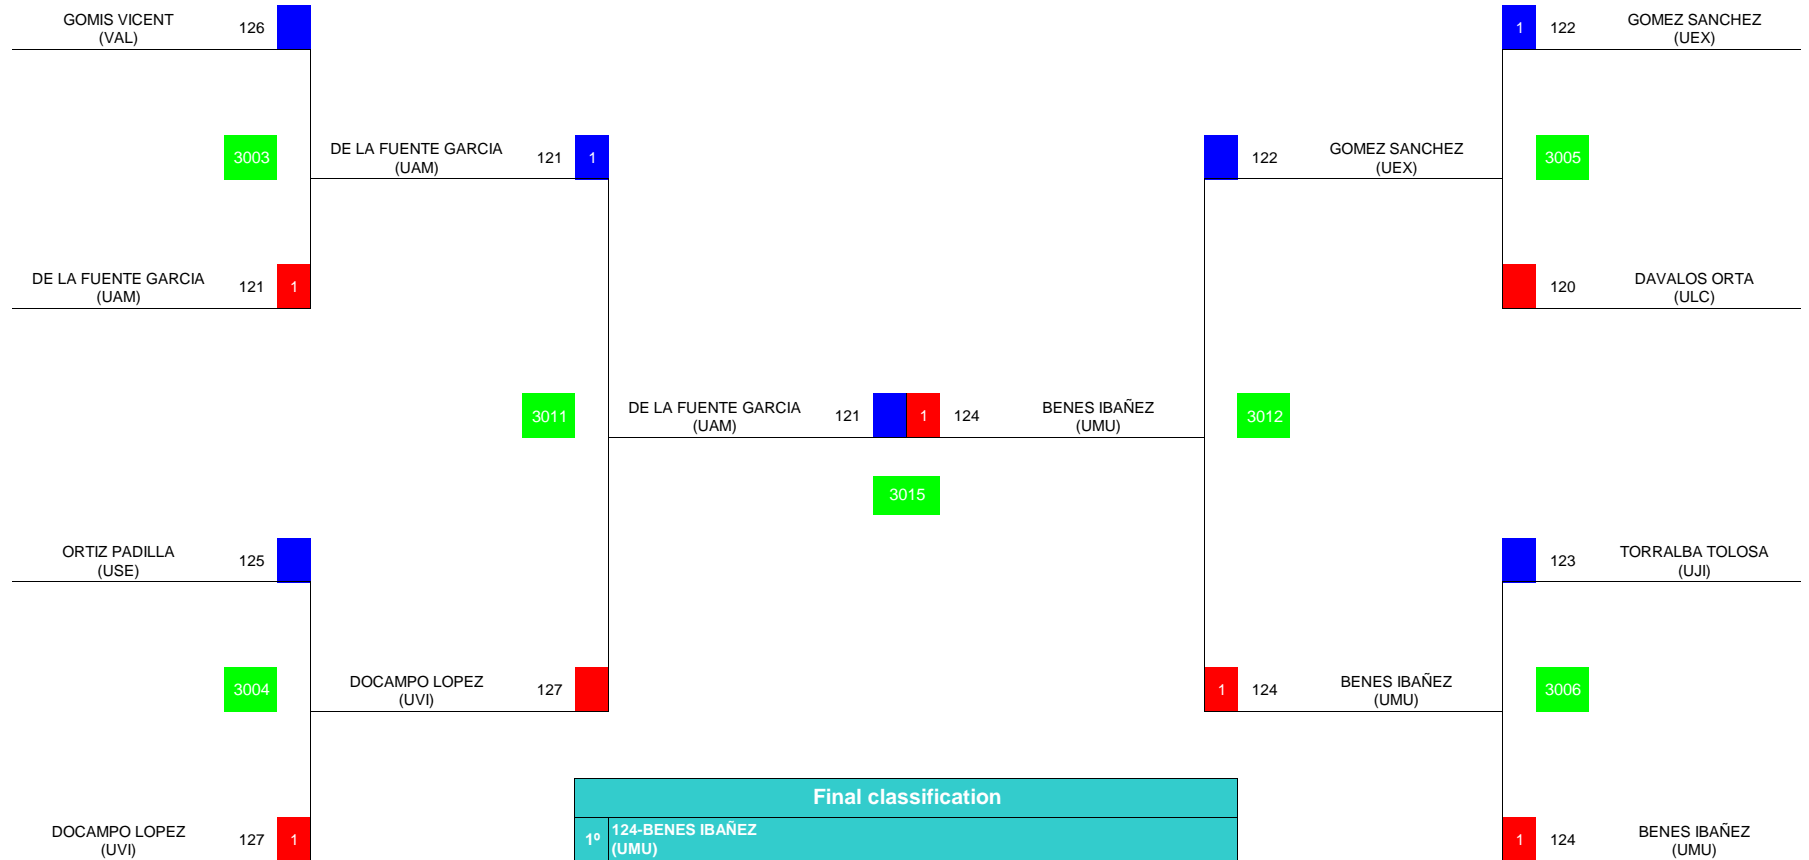 GOMIS VICENT
(VAL)
126
1
122
GOMEZ SANCHEZ
(UEX)
3003
DE LA FUENTE GARCIA
(UAM)
121
1
122
GOMEZ SANCHEZ
(UEX)
3005
DE LA FUENTE GARCIA
(UAM)
121
1
120
DAVALOS ORTA
(ULC)
3011
DE LA FUENTE GARCIA
(UAM)
121
1
124
BENES IBAÑEZ
(UMU)
3012
3015
ORTIZ PADILLA
(USE)
125
123
TORRALBA TOLOSA
(UJI)
3004
DOCAMPO LOPEZ
(UVI)
127
1
124
BENES IBAÑEZ
(UMU)
3006
DOCAMPO LOPEZ
(UVI)
127
1
Final classification
1º
124-BENES IBAÑEZ
(UMU)
1
124
BENES IBAÑEZ
(UMU)